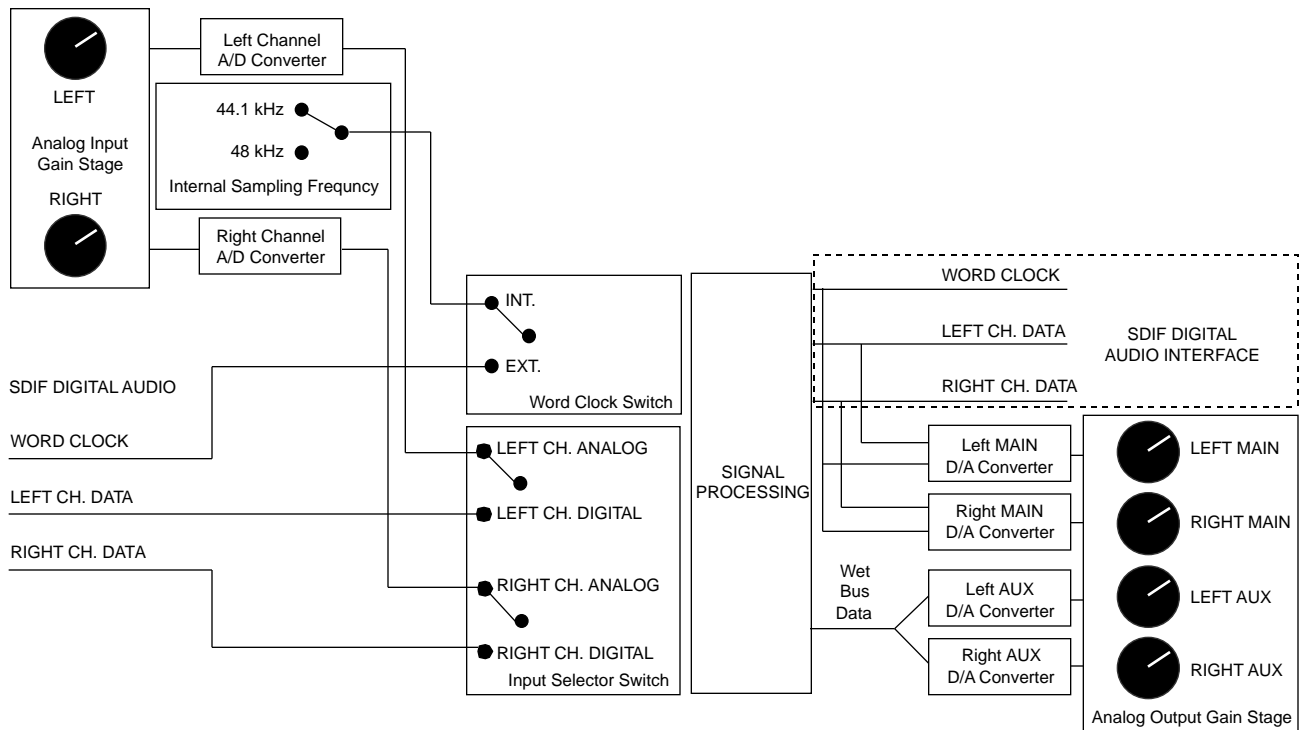 Left Channel
A/D Converter
LEFT
44.1 kHz
48 kHz
Internal Sampling Frequncy
Analog Input
Gain Stage
RIGHT
Right Channel
A/D Converter
SDIF DIGITAL AUDIO
WORD CLOCK
LEFT CH. DATA
RIGHT CH. DATA
INT.
EXT.
Word Clock Switch
LEFT CH. ANALOG
LEFT CH. DIGITAL
RIGHT CH. ANALOG
RIGHT CH. DIGITAL
Input Selector Switch
SIGNAL
PROCESSING
WORD CLOCK
LEFT CH. DATA
RIGHT CH. DATA
SDIF DIGITAL
AUDIO INTERFACE
Left MAIN
D/A Converter
Right MAIN
D/A Converter
Wet
Bus
Data
Left AUX
D/A Converter
Right AUX
D/A Converter
LEFT MAIN
RIGHT MAIN
LEFT AUX
RIGHT AUX
Analog Output Gain Stage